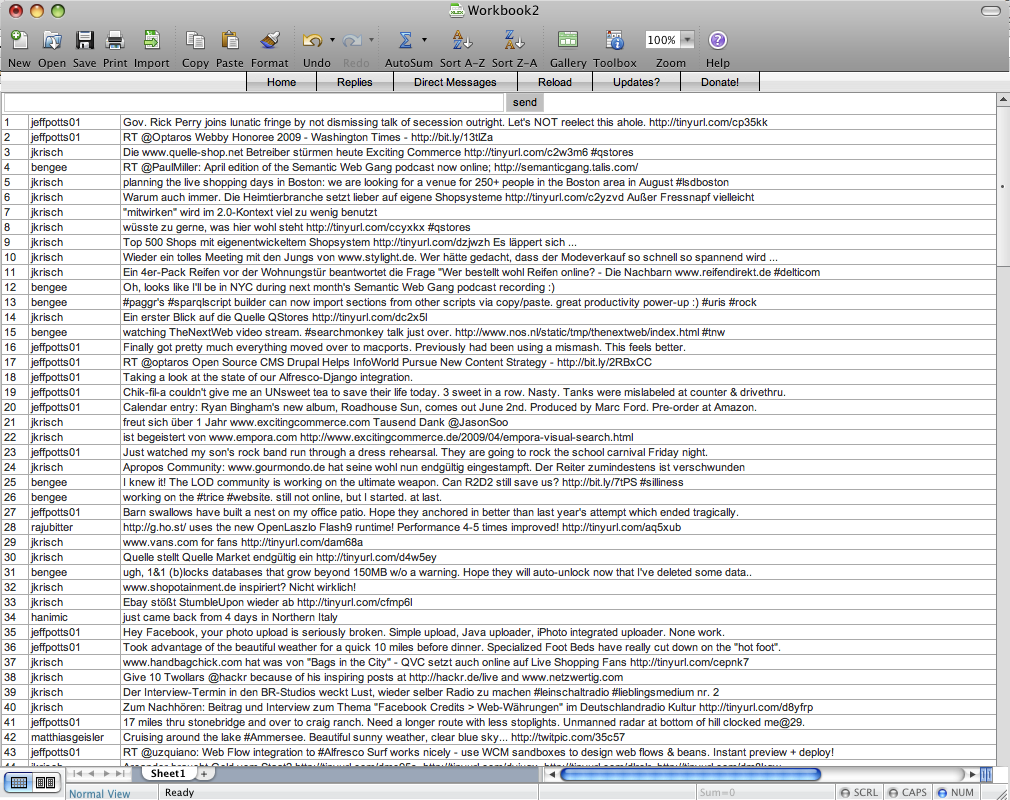 Workbook2
New Open Save Print Import Copy Paste Format Undo Redo AutoSum Sort A-Z Sort Z-A Gallery Toolbox 100% Zoom Help
Home Replies Direct Messages Reload Updates? Donate!
send
1 jeffpotts01 Gov. Rick Perry joins lunatic fringe by not dismissing talk of secession outright. Let's NOT reelect this ahole. http://tinyurl.com/cp35kk
2 jeffpotts01 RT @Optaros Webby Honoree 2009 - Washington Times - http://bit.ly/13tlZa
3 jkrisch Die www.quelle-shop.net Betreiber stürmen heute Exciting Commerce http://tinyurl.com/c2w3m6 #qstores
4 bengee RT @PaulMiller: April edition of the Semantic Web Gang podcast now online; http://semanticgang.talis.com/
5 jkrisch planning the live shopping days in Boston: we are looking for a venue for 250+ people in the Boston area in August #lsdboston
6 jkrisch Warum auch immer. Die Heimtierbranche setzt lieber auf eigene Shopsysteme http://tinyurl.com/c2yzvd Außer Fressnapf vielleicht
7 jkrisch "mitwirken" wird im 2.0-Kontext viel zu wenig benutzt
8 jkrisch wüsste zu gerne, was hier wohl steht http://tinyurl.com/ccyxkx #qstores
9 jkrisch Top 500 Shops mit eigenentwickeltem Shopsystem http://tinyurl.com/dzjwzh Es läppert sich ...
10 jkrisch Wieder ein tolles Meeting mit den Jungs von www.stylight.de. Wer hätte gedacht, dass der Modeverkauf so schnell so spannend wird ...
11 jkrisch Ein 4er-Pack Reifen vor der Wohnungstür beantwortet die Frage "Wer bestellt wohl Reifen online? - Die Nachbarn www.reifendirekt.de #delticom
12 bengee Oh, looks like I'll be in NYC during next month's Semantic Web Gang podcast recording :)
13 bengee #paggr's #sparqlscript builder can now import sections from other scripts via copy/paste. great productivity power-up :) #uris #rock
14 jkrisch Ein erster Blick auf die Quelle QStores http://tinyurl.com/dc2x5l
15 bengee watching TheNextWeb video stream. #searchmonkey talk just over. http://www.nos.nl/static/tmp/thenextweb/index.html #tnw
16 jeffpotts01 Finally got pretty much everything moved over to macports. Previously had been using a mismash. This feels better.
17 jeffpotts01 RT @optaros Open Source CMS Drupal Helps InfoWorld Pursue New Content Strategy - http://bit.ly/2RBxCC
18 jeffpotts01 Taking a look at the state of our Alfresco-Django integration.
19 jeffpotts01 Chik-fil-a couldn't give me an UNsweet tea to save their life today. 3 sweet in a row. Nasty. Tanks were mislabeled at counter & drivethru.
20 jeffpotts01 Calendar entry: Ryan Bingham's new album, Roadhouse Sun, comes out June 2nd. Produced by Marc Ford. Pre-order at Amazon.
21 jkrisch freut sich über 1 Jahr www.excitingcommerce.com Tausend Dank @JasonSoo
22 jkrisch ist begeistert von www.empora.com http://www.excitingcommerce.de/2009/04/empora-visual-search.html
23 jeffpotts01 Just watched my son's rock band run through a dress rehearsal. They are going to rock the school carnival Friday night.
24 jkrisch Apropos Community: www.gourmondo.de hat seine wohl nun endgültig eingestampft. Der Reiter zumindestens ist verschwunden
25 bengee I knew it! The LOD community is working on the ultimate weapon. Can R2D2 still save us? http://bit.ly/7tPS #silliness
26 bengee working on the #trice #website. still not online, but I started. at last.
27 jeffpotts01 Barn swallows have built a nest on my office patio. Hope they anchored in better than last year's attempt which ended tragically.
28 rajubitter http://g.ho.st/ uses the new OpenLaszlo Flash9 runtime! Performance 4-5 times improved! http://tinyurl.com/aq5xub
29 jkrisch www.vans.com for fans http://tinyurl.com/dam68a
30 jkrisch Quelle stellt Quelle Market endgültig ein http://tinyurl.com/d4w5ey
31 bengee ugh, 1&1 (b)locks databases that grow beyond 150MB w/o a warning. Hope they will auto-unlock now that I've deleted some data..
32 jkrisch www.shopotainment.de inspiriert? Nicht wirklich!
33 jkrisch Ebay stößt StumbleUpon wieder ab http://tinyurl.com/cfmp6l
34 hanimic just came back from 4 days in Northern Italy
35 jeffpotts01 Hey Facebook, your photo upload is seriously broken. Simple upload, Java uploader, iPhoto integrated uploader. None work.
36 jeffpotts01 Took advantage of the beautiful weather for a quick 10 miles before dinner. Specialized Foot Beds have really cut down on the "hot foot".
37 jkrisch www.handbagchick.com hat was von "Bags in the City" - QVC setzt auch online auf Live Shopping Fans http://tinyurl.com/cepnk7
38 jkrisch Give 10 Twollars @hackr because of his inspiring posts at http://hackr.de/live and www.netzwertig.com
39 jkrisch Der Interview-Termin in den BR-Studios weckt Lust, wieder selber Radio zu machen #leinschaltradio #lieblingsmedium nr. 2
40 jkrisch Zum Nachhören: Beitrag und Interview zum Thema "Facebook Credits > Web-Währungen" im Deutschlandradio Kultur http://tinyurl.com/d8yfrp
41 jeffpotts01 17 miles thru stonebridge and over to craig ranch. Need a longer route with less stoplights. Unmanned radar at bottom of hill clocked me@29.
42 matthiasgeisler Cruising around the lake #Ammersee. Beautiful sunny weather, clear blue sky... http://twitpic.com/35c57
43 jeffpotts01 RT @uzquiano: Web Flow integration to #Alfresco Surf works nicely - use WCM sandboxes to design web flows & beans. Instant preview + deploy!
Sheet1
Normal View Ready Sum=0 SCRL CAPS NUM